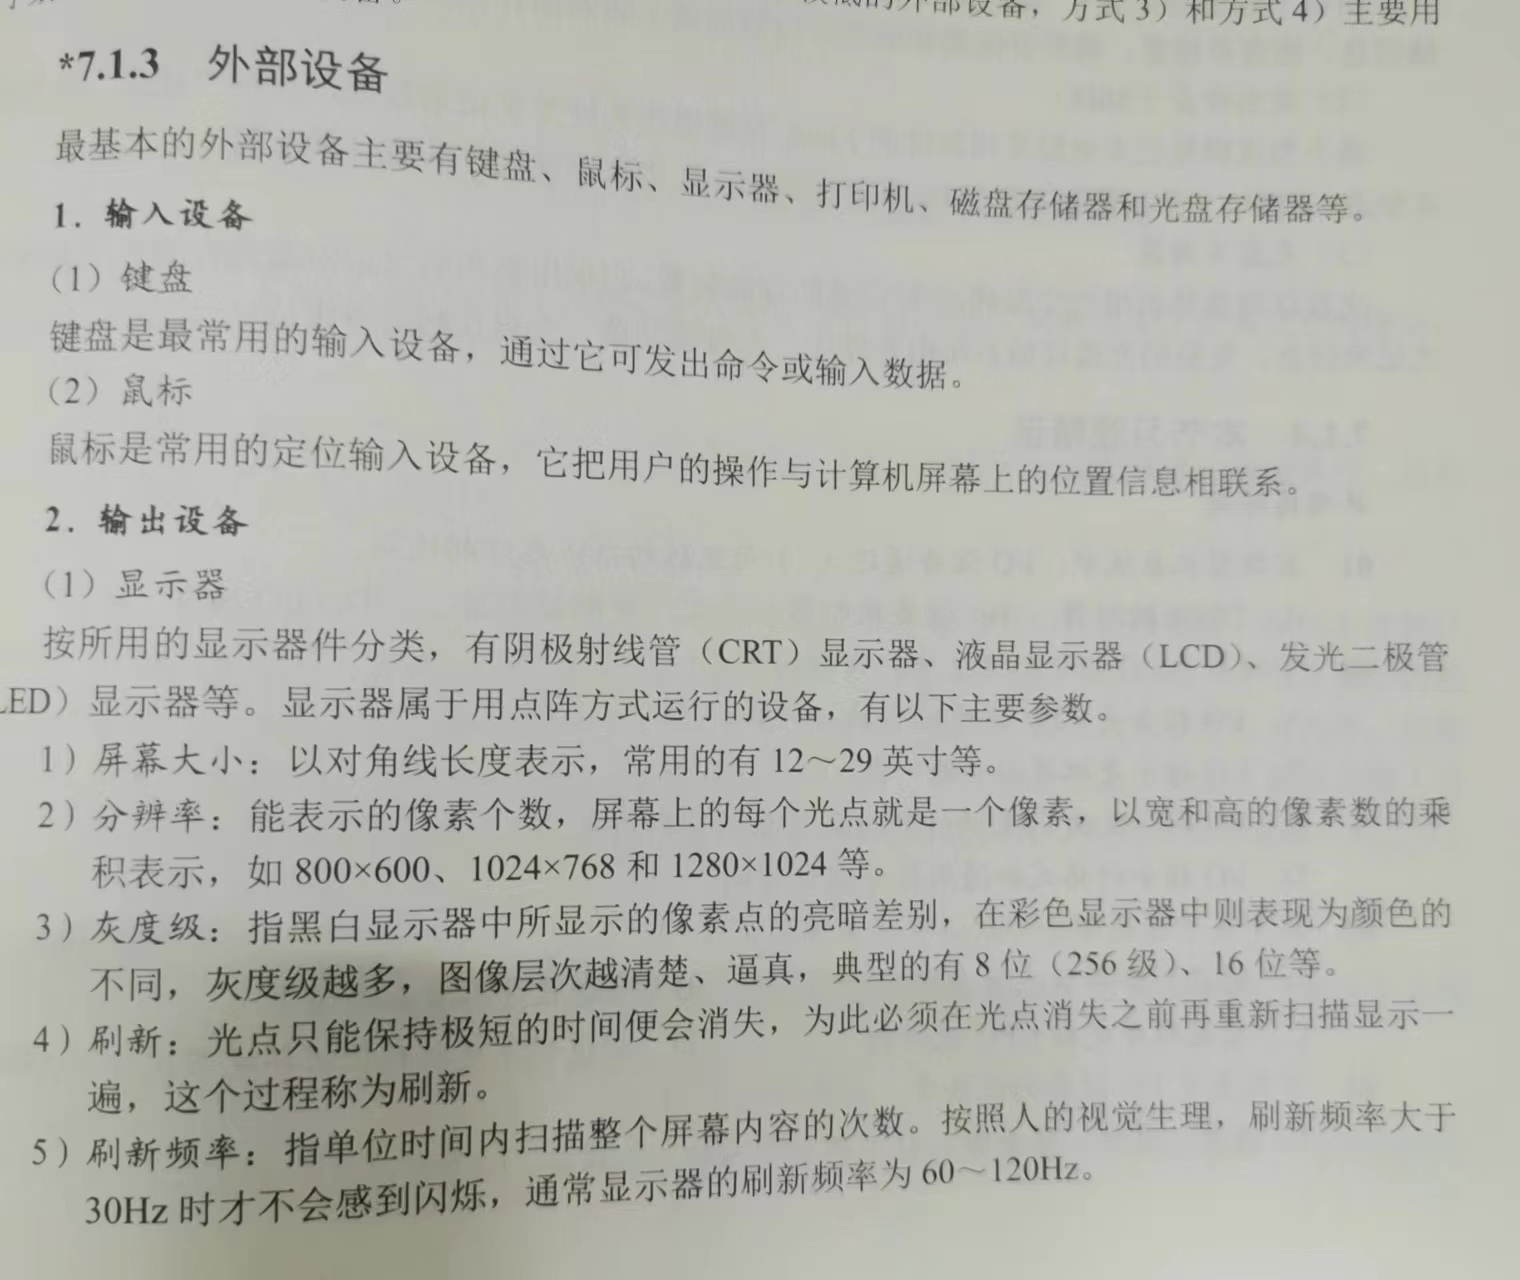 的外部设备，方式3）和方式4）主要用
*7.1.3 外部设备
最基本的外部设备主要有键盘、鼠标、显示器、打印机、磁盘存储器和光盘存储器等。
1. 输入设备
（1）键盘
键盘是最常用的输入设备，通过它可发出命令或输入数据。
（2）鼠标
鼠标是常用的定位输入设备，它把用户的操作与计算机屏幕上的位置信息相联系。
2. 输出设备
（1）显示器
按所用的显示器件分类，有阴极射线管（CRT）显示器、液晶显示器（LCD）、发光二极管
ED）显示器等。显示器属于用点阵方式运行的设备，有以下主要参数。
1）屏幕大小：以对角线长度表示，常用的有 12～29 英寸等。
2）分辨率：能表示的像素个数，屏幕上的每个光点就是一个像素，以宽和高的像素数的乘
积表示，如 800×600、1024×768 和 1280×1024 等。
3）灰度级：指黑白显示器中所显示的像素点的亮暗差别，在彩色显示器中则表现为颜色的
不同，灰度级越多，图像层次越清楚、逼真，典型的有 8 位（256 级）、16 位等。
4）刷新：光点只能保持极短的时间便会消失，为此必须在光点消失之前再重新扫描显示一
遍，这个过程称为刷新。
5）刷新频率：指单位时间内扫描整个屏幕内容的次数。按照人的视觉生理，刷新频率大于
30Hz 时才不会感到闪烁，通常显示器的刷新频率为 60～120Hz。